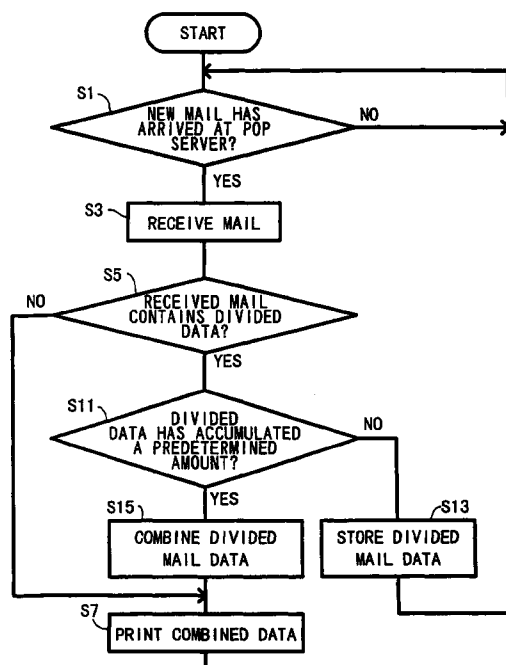 START
S1
NEW MAIL HAS
ARRIVED AT POP
SERVER?
NO
YES
S3
RECEIVE MAIL
S5
NO
RECEIVED MAIL
CONTAINS DIVIDED
DATA?
YES
S11
DIVIDED
DATA HAS ACCUMULATED
A PREDETERMINED
AMOUNT?
NO
YES
S15
COMBINE DIVIDED
MAIL DATA
S13
STORE DIVIDED
MAIL DATA
S7
PRINT COMBINED DATA